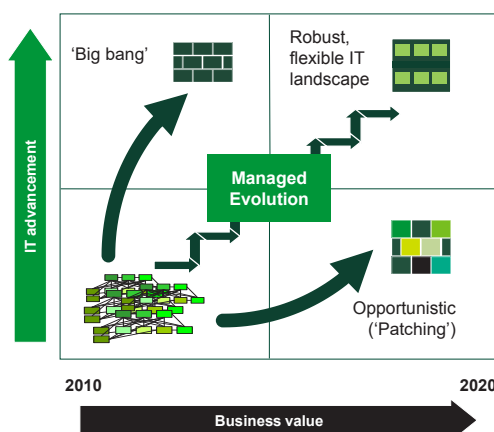 ‘Big bang’
Robust,
flexible IT
landscape
IT advancement
Managed
Evolution
Opportunistic
(‘Patching’)
2010
2020
Business value